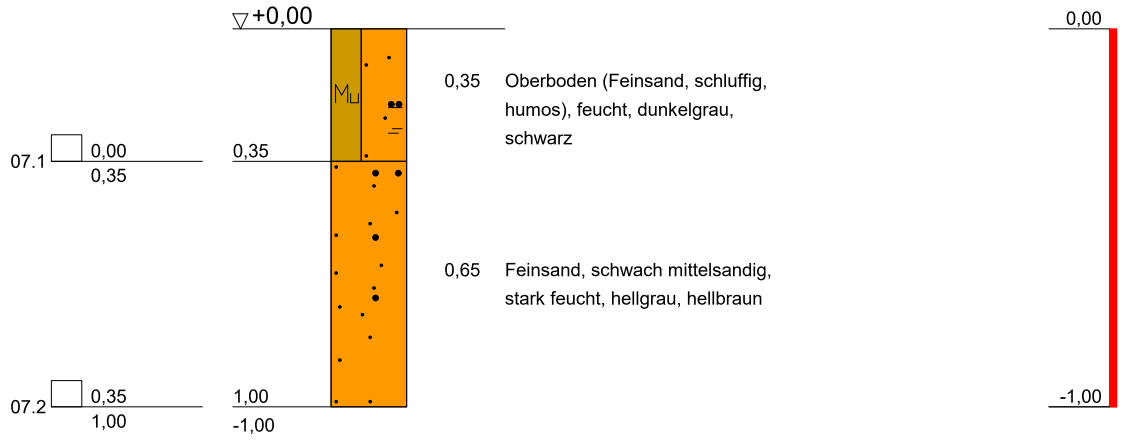 +0,00
0,00
0,35 Oberboden (Feinsand, schluffig,
humos), feucht, dunkelgrau,
schwarz
Mu
07.1 0,00 0,35
0,35
0,65 Feinsand, schwach mittelsandig,
stark feucht, hellgrau, hellbraun
07.2 0,35 1,00 -1,00
1,00 -1,00